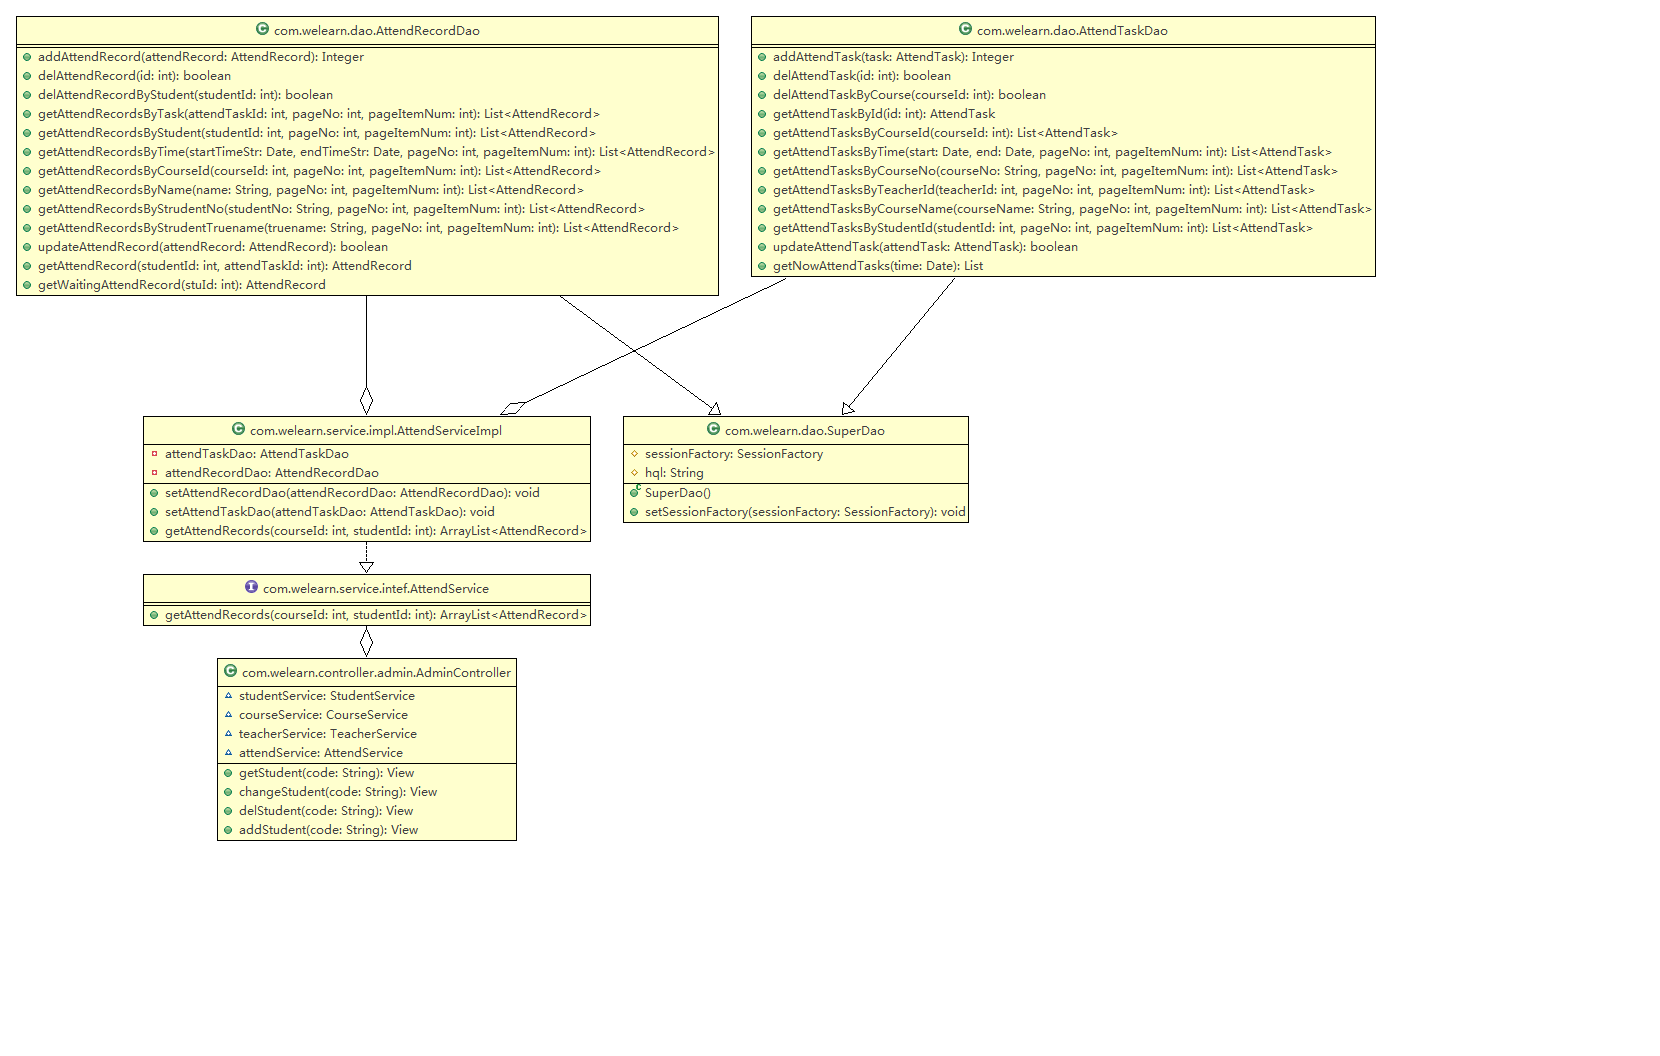 com.welearn.dao.AttendRecordDao
addAttendRecord(attendRecord: AttendRecord): Integer
delAttendRecord(id: int): boolean
delAttendRecordByStudent(studentId: int): boolean
getAttendRecordsByTask(attendTaskId: int, pageNo: int, pageItemNum: int): List<AttendRecord>
getAttendRecordsByStudent(studentId: int, pageNo: int, pageItemNum: int): List<AttendRecord>
getAttendRecordsByTime(startTimeStr: Date, endTimeStr: Date, pageNo: int, pageItemNum: int): List<AttendRecord>
getAttendRecordsByCourseId(courseId: int, pageNo: int, pageItemNum: int): List<AttendRecord>
getAttendRecordsByName(name: String, pageNo: int, pageItemNum: int): List<AttendRecord>
getAttendRecordsByStrudentNo(studentNo: String, pageNo: int, pageItemNum: int): List<AttendRecord>
getAttendRecordsByStrudentTruename(truename: String, pageNo: int, pageItemNum: int): List<AttendRecord>
updateAttendRecord(attendRecord: AttendRecord): boolean
getAttendRecord(studentId: int, attendTaskId: int): AttendRecord
getWaitingAttendRecord(stuId: int): AttendRecord
com.welearn.dao.AttendTaskDao
addAttendTask(task: AttendTask): Integer
delAttendTask(id: int): boolean
delAttendTaskByCourse(courseId: int): boolean
getAttendTaskById(id: int): AttendTask
getAttendTasksByCourseId(courseId: int): List<AttendTask>
getAttendTasksByTime(start: Date, end: Date, pageNo: int, pageItemNum: int): List<AttendTask>
getAttendTasksByCourseNo(courseNo: String, pageNo: int, pageItemNum: int): List<AttendTask>
getAttendTasksByTeacherId(teacherId: int, pageNo: int, pageItemNum: int): List<AttendTask>
getAttendTasksByCourseName(courseName: String, pageNo: int, pageItemNum: int): List<AttendTask>
getAttendTasksByStudentId(studentId: int, pageNo: int, pageItemNum: int): List<AttendTask>
updateAttendTask(attendTask: AttendTask): boolean
getNowAttendTasks(time: Date): List
com.welearn.service.impl.AttendServiceImpl
attendTaskDao: AttendTaskDao
attendRecordDao: AttendRecordDao
setAttendRecordDao(attendRecordDao: AttendRecordDao): void
setAttendTaskDao(attendTaskDao: AttendTaskDao): void
getAttendRecords(courseId: int, studentId: int): ArrayList<AttendRecord>
com.welearn.dao.SuperDao
sessionFactory: SessionFactory
hql: String
SuperDao()
setSessionFactory(sessionFactory: SessionFactory): void
com.welearn.service.intef.AttendService
getAttendRecords(courseId: int, studentId: int): ArrayList<AttendRecord>
com.welearn.controller.admin.AdminController
studentService: StudentService
courseService: CourseService
teacherService: TeacherService
attendService: AttendService
getStudent(code: String): View
changeStudent(code: String): View
delStudent(code: String): View
addStudent(code: String): View